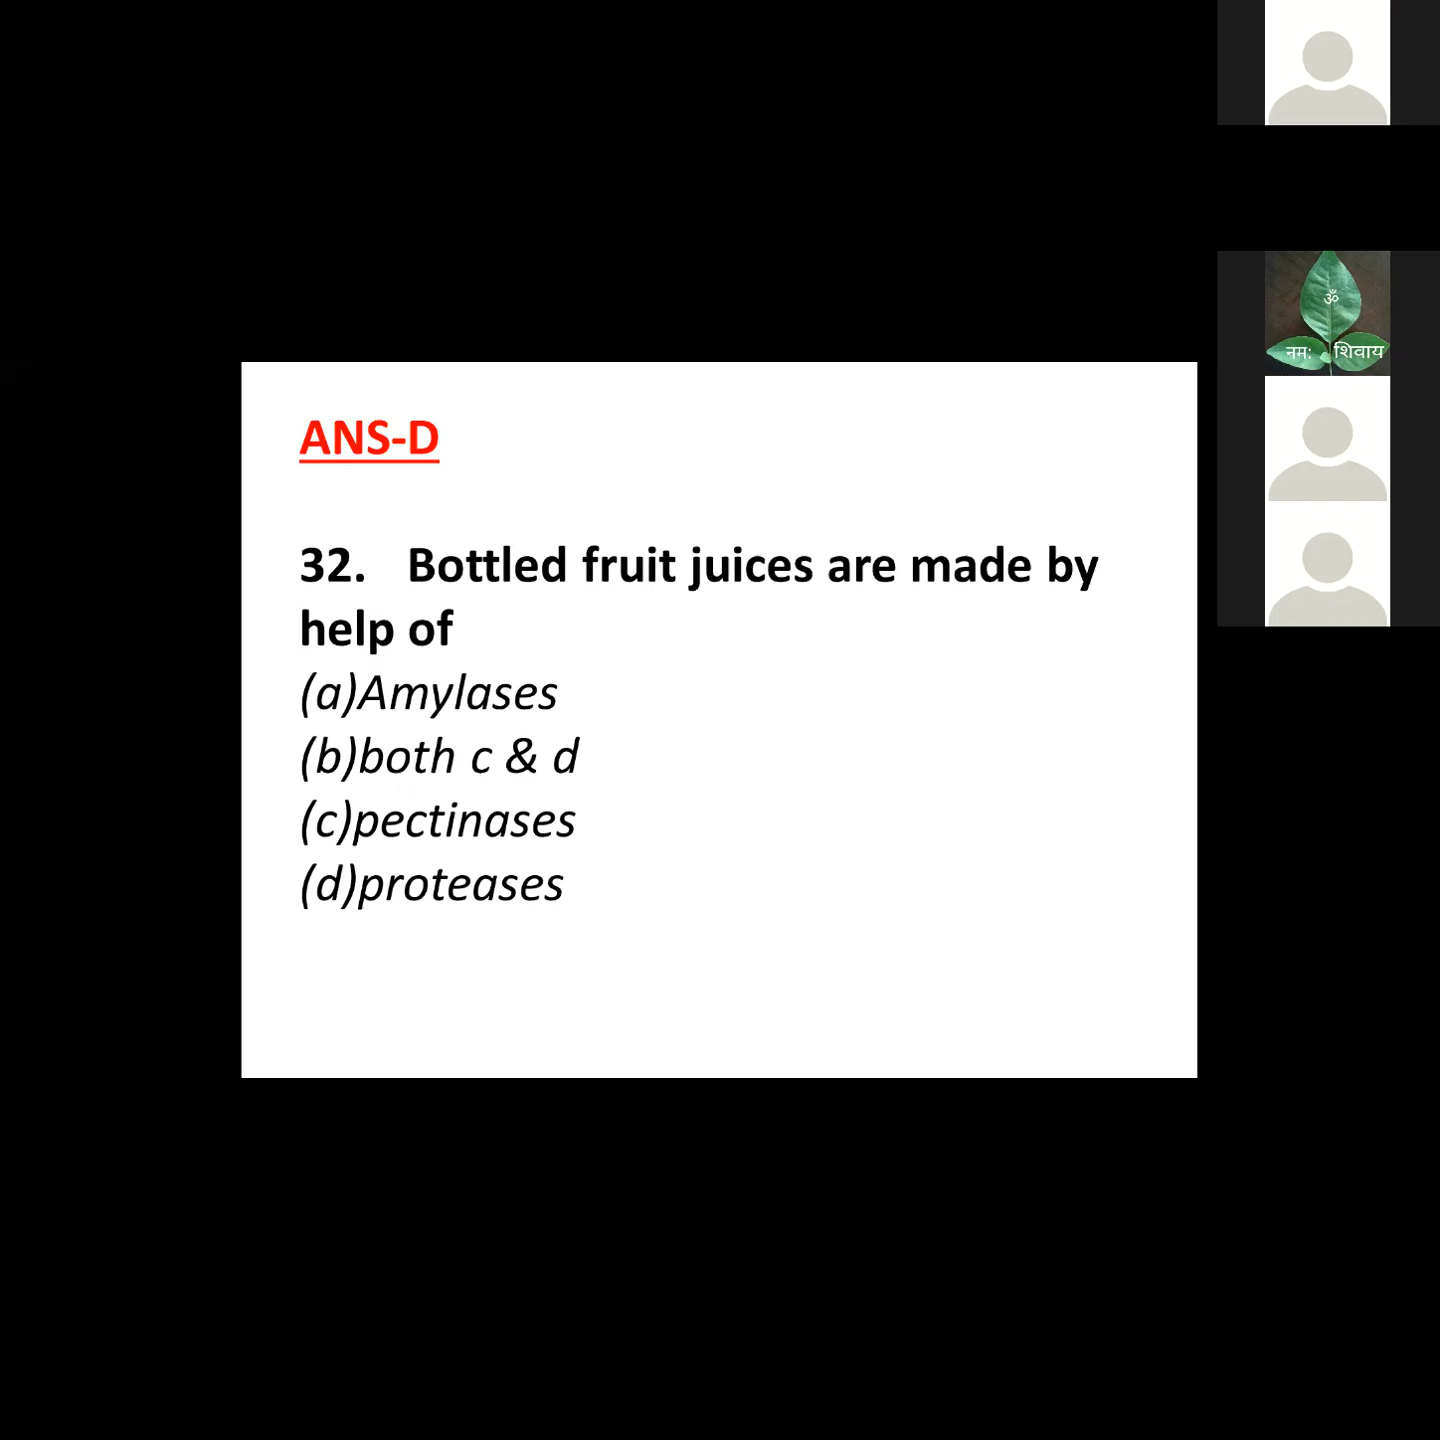 ANS-D
32. Bottled fruit juices are made by
help of
(a)Amylases
(b)both c & d
(c)pectinases
(d)proteases
ॐ
नम: शिवाय